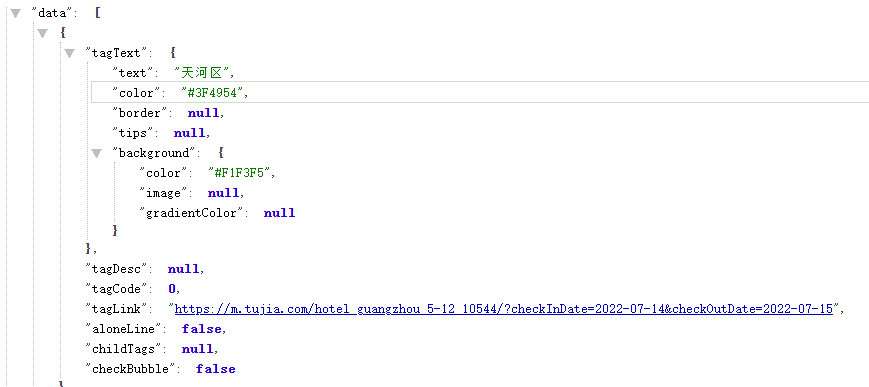 "data": [
{
"tagText": {
"text": "天河区",
"color": "#3F4954",
"border": null,
"tips": null,
"background": {
"color": "#F1F3F5",
"image": null,
"gradientColor": null
}
},
"tagDesc": null,
"tagCode": 0,
"tagLink": "https://m.tujia.com/hotel_guangzhou_5-12_10544/?checkInDate=2022-07-14&checkOutDate=2022-07-15",
"aloneLine": false,
"childTags": null,
"checkBubble": false
}